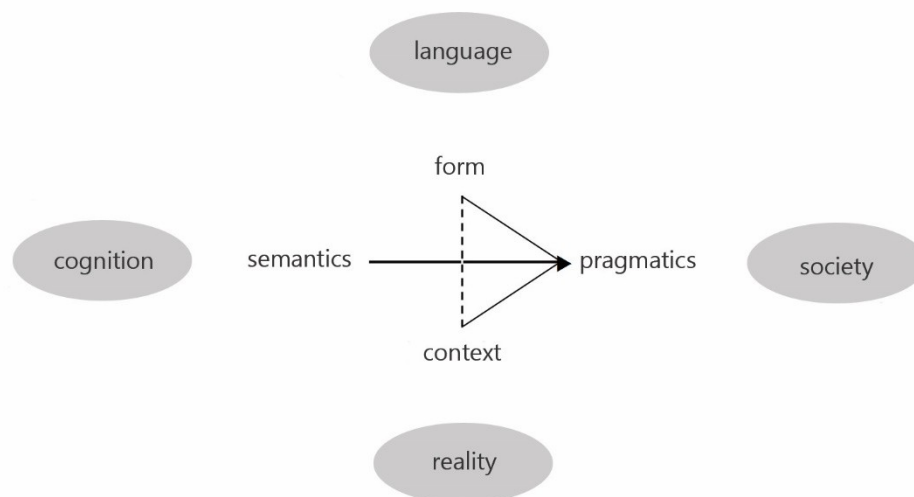 language
form
cognition
semantics
pragmatics
society
context
reality